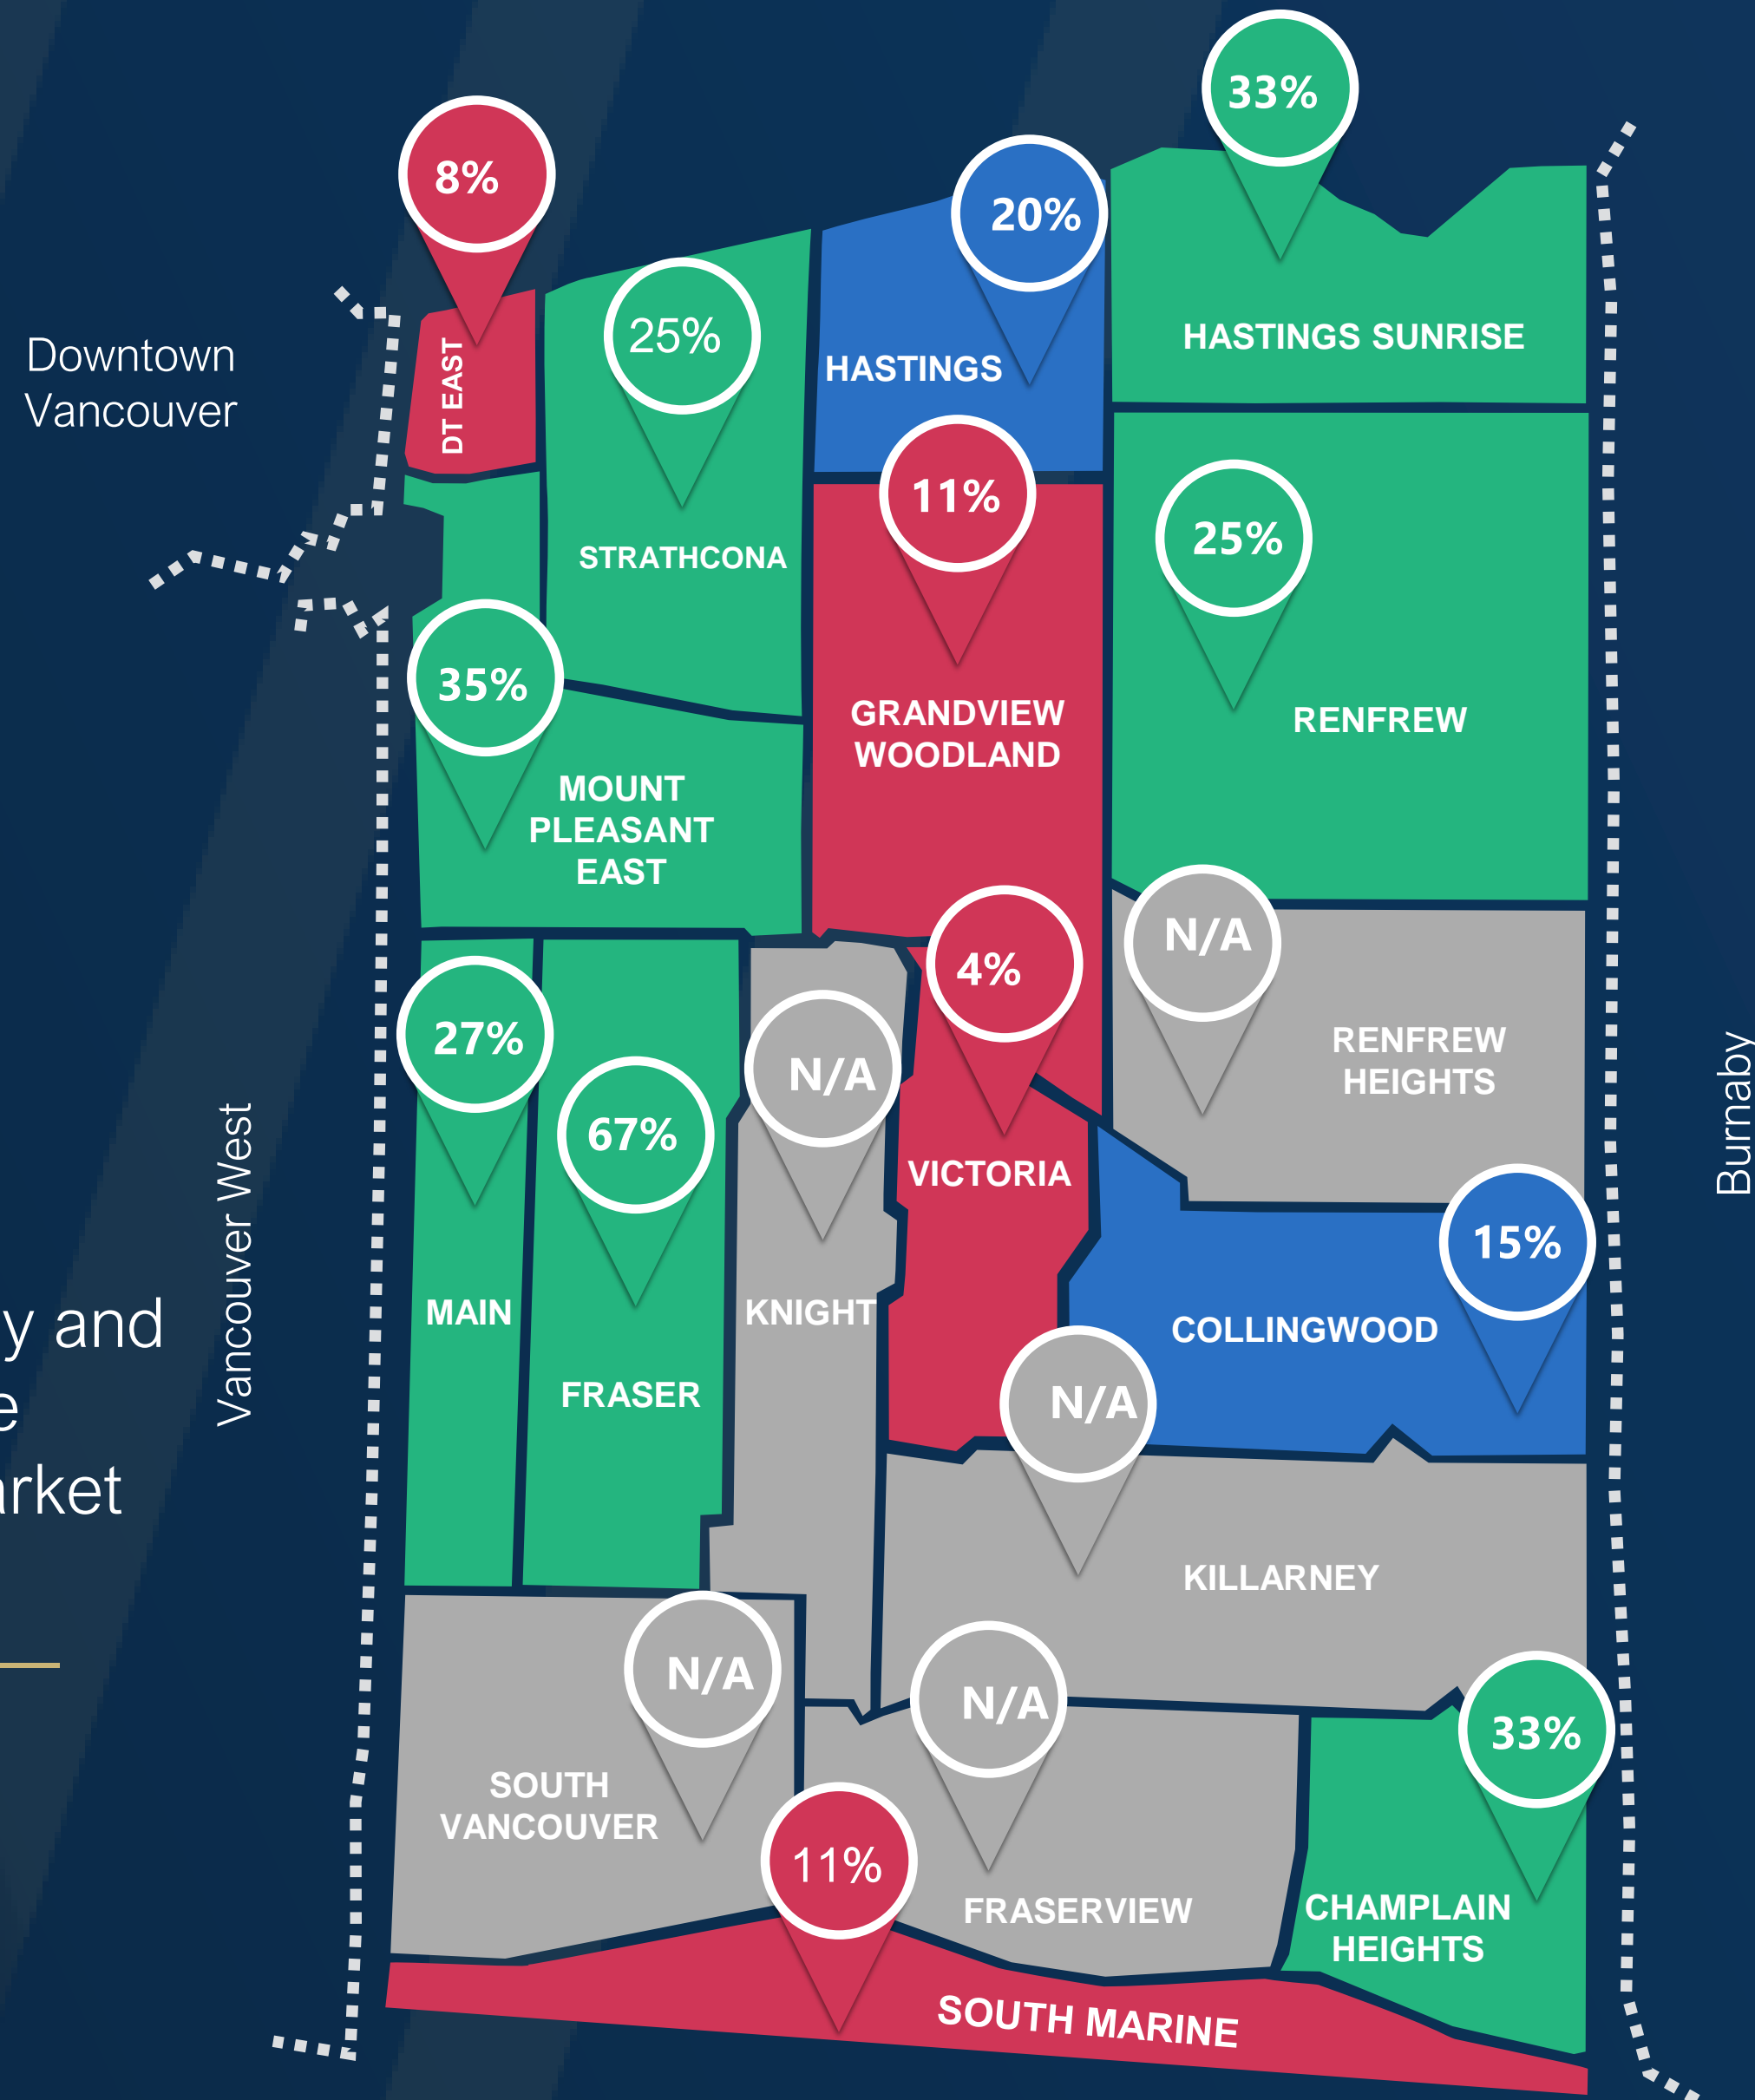 33%
8%
20%
25%
Downtown
Vancouver
DT EAST
HASTINGS
HASTINGS SUNRISE
11%
25%
STRATHCONA
35%
GRANDVIEW
WOODLAND
RENFREW
MOUNT
PLEASANT
EAST
N/A
4%
27%
N/A
67%
RENFREW
HEIGHTS
Burnaby
Vancouver West
VICTORIA
15%
MAIN
KNIGHT
COLLINGWOOD
FRASER
y and
e
rket
N/A
KILLARNEY
N/A
N/A
33%
SOUTH
VANCOUVER
11%
FRASERVIEW
CHAMPLAIN
HEIGHTS
SOUTH MARINE